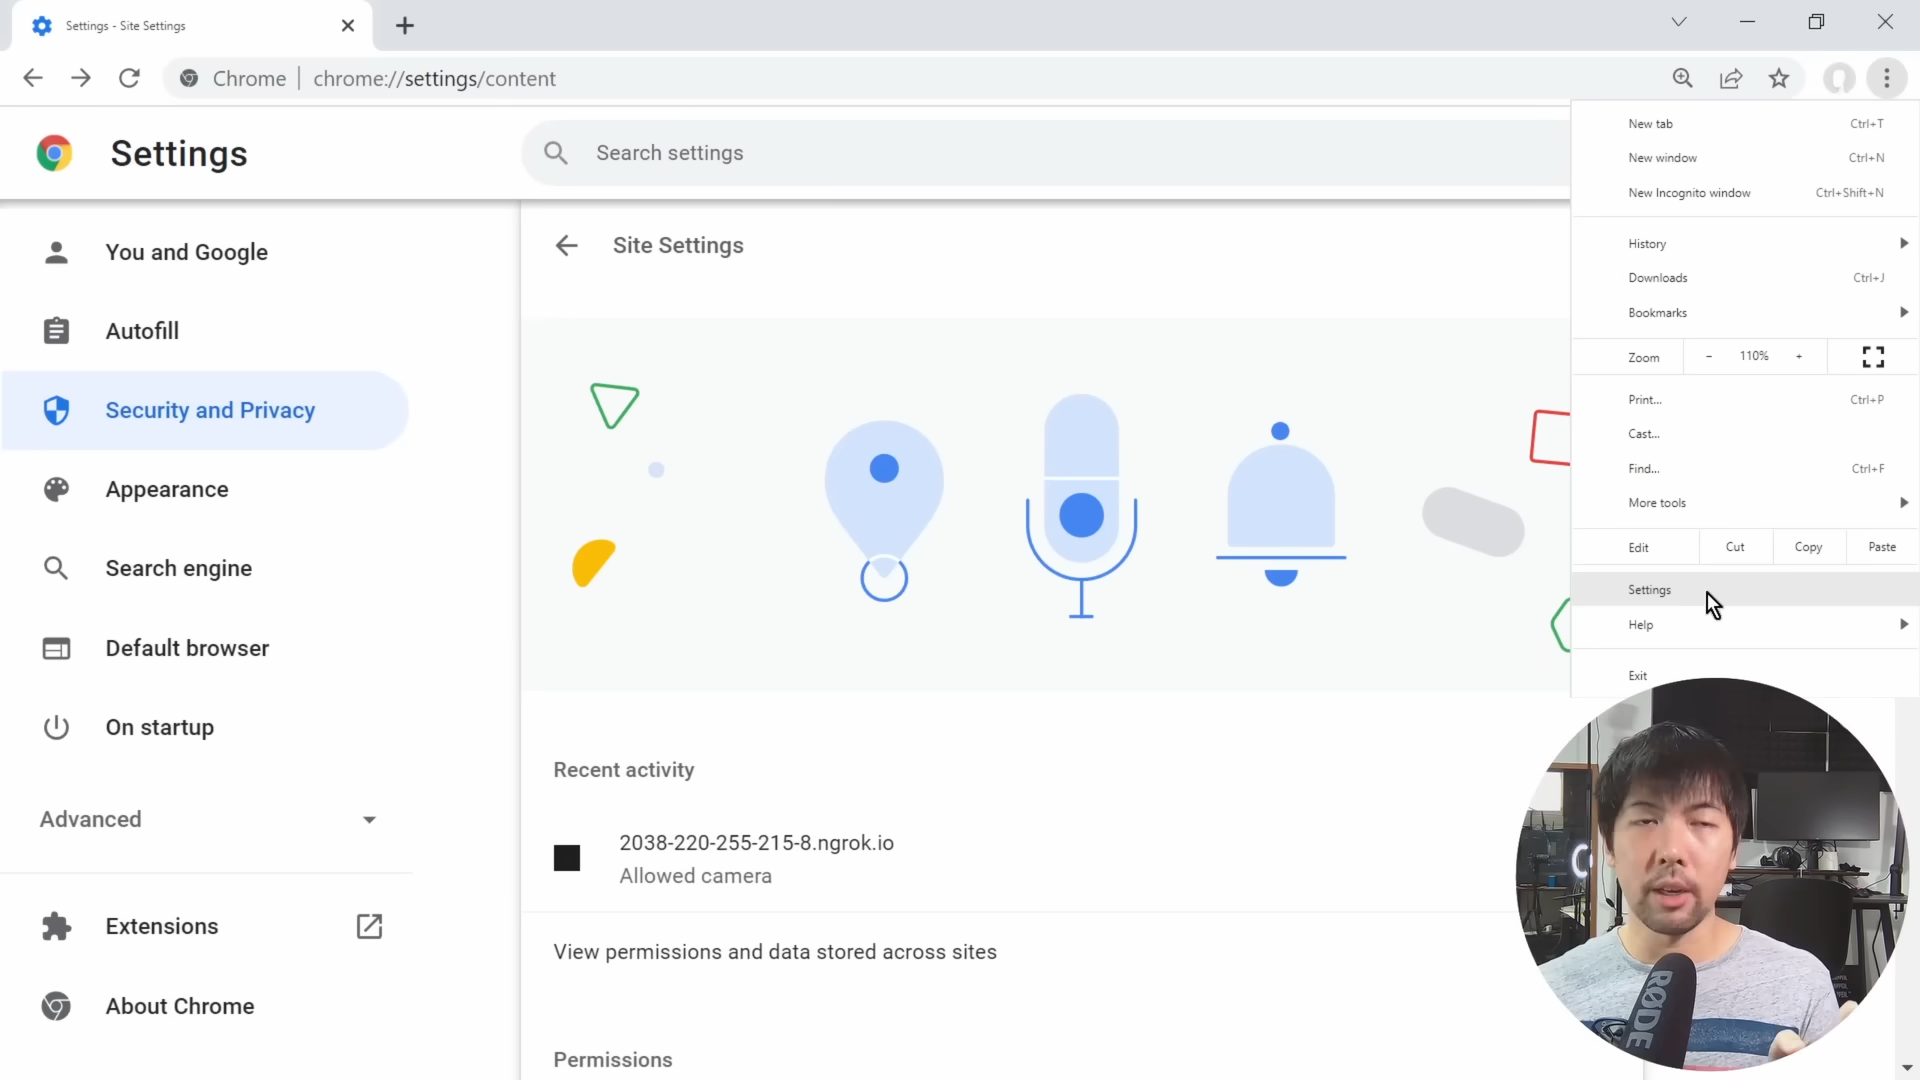 Settings - Site Settings
Chrome | chrome://settings/content
Settings
Search settings
You and Google
Autofill
Security and Privacy
Appearance
Search engine
Default browser
On startup
Advanced
Extensions
About Chrome
Site Settings
Recent activity
2038-220-255-215-8.ngrok.io
Allowed camera
View permissions and data stored across sites
Permissions
New tab Ctrl+T
New window Ctrl+N
New Incognito window Ctrl+Shift+N
History
Downloads Ctrl+J
Bookmarks
Zoom - 110% +
Print... Ctrl+P
Cast...
Find... Ctrl+F
More tools
Edit Cut Copy Paste
Settings
Help
Exit
RØDE